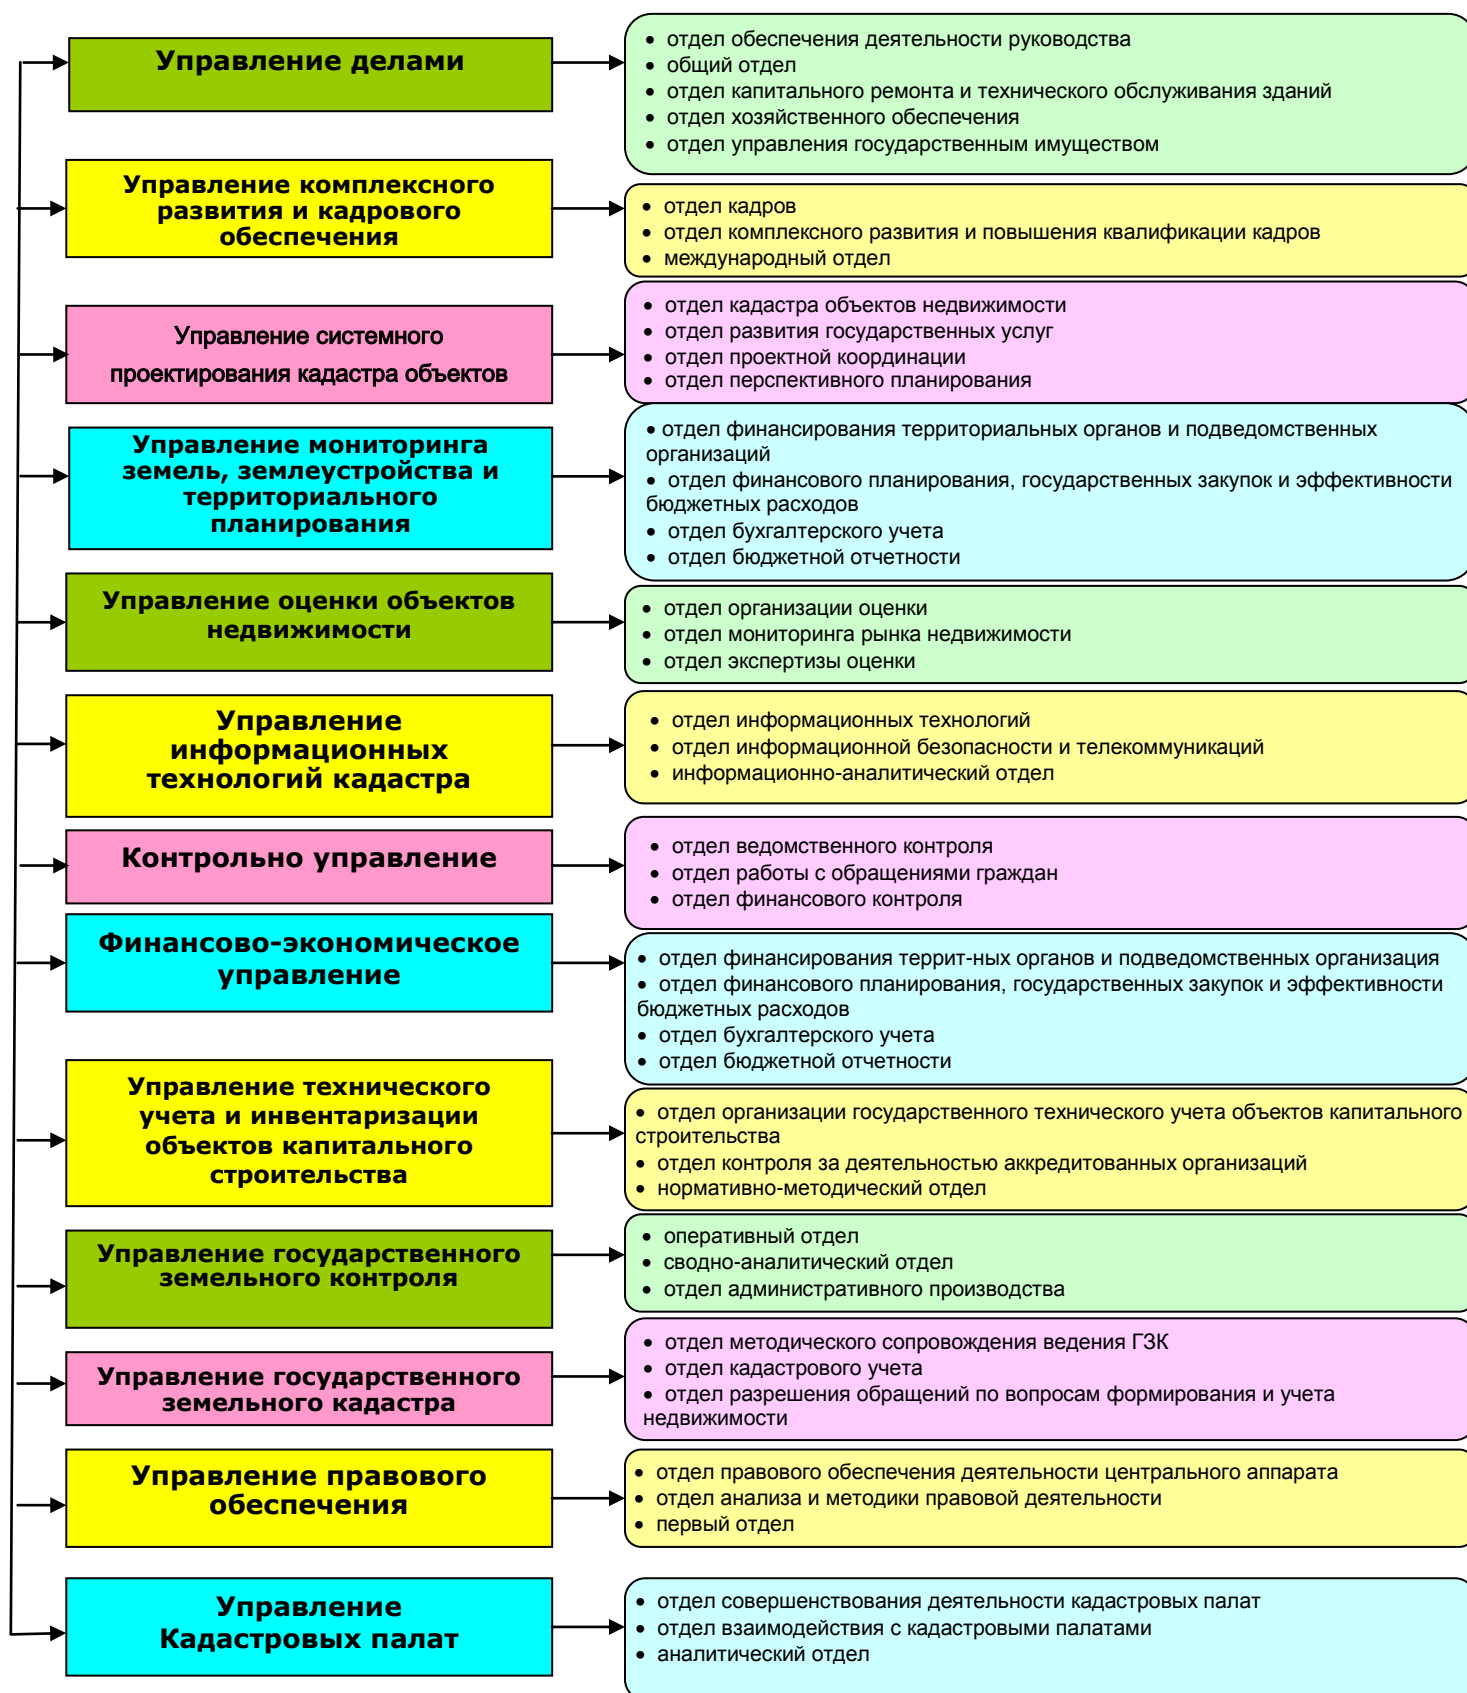 Управление делами
• отдел обеспечения деятельности руководства
• общий отдел
• отдел капитального ремонта и технического обслуживания зданий
• отдел хозяйственного обеспечения
• отдел управления государственным имуществом
Управление комплексного
развития и кадрового
обеспечения
• отдел кадров
• отдел комплексного развития и повышения квалификации кадров
• международный отдел
Управление системного
проектирования кадастра объектов
• отдел кадастра объектов недвижимости
• отдел развития государственных услуг
• отдел проектной координации
• отдел перспективного планирования
Управление мониторинга
земель, землеустройства и
территориального
планирования
• отдел финансирования территориальных органов и подведомственных
организаций
• отдел финансового планирования, государственных закупок и эффективности
бюджетных расходов
• отдел бухгалтерского учета
• отдел бюджетной отчетности
Управление оценки объектов
недвижимости
• отдел организации оценки
• отдел мониторинга рынка недвижимости
• отдел экспертизы оценки
Управление
информационных
технологий кадастра
• отдел информационных технологий
• отдел информационной безопасности и телекоммуникаций
• информационно-аналитический отдел
Контрольно управление
• отдел ведомственного контроля
• отдел работы с обращениями граждан
• отдел финансового контроля
Финансово-экономическое
управление
• отдел финансирования террит-ных органов и подведомственных организация
• отдел финансового планирования, государственных закупок и эффективности
бюджетных расходов
• отдел бухгалтерского учета
• отдел бюджетной отчетности
Управление технического
учета и инвентаризации
объектов капитального
строительства
• отдел организации государственного технического учета объектов капитального
строительства
• отдел контроля за деятельностью аккредитованных организаций
• нормативно-методический отдел
Управление государственного
земельного контроля
• оперативный отдел
• сводно-аналитический отдел
• отдел административного производства
Управление государственного
земельного кадастра
• отдел методического сопровождения ведения ГЗК
• отдел кадастрового учета
• отдел разрешения обращений по вопросам формирования и учета
недвижимости
Управление правового
обеспечения
• отдел правового обеспечения деятельности центрального аппарата
• отдел анализа и методики правовой деятельности
• первый отдел
Управление
Кадастровых палат
• отдел совершенствования деятельности кадастровых палат
• отдел взаимодействия с кадастровыми палатами
• аналитический отдел